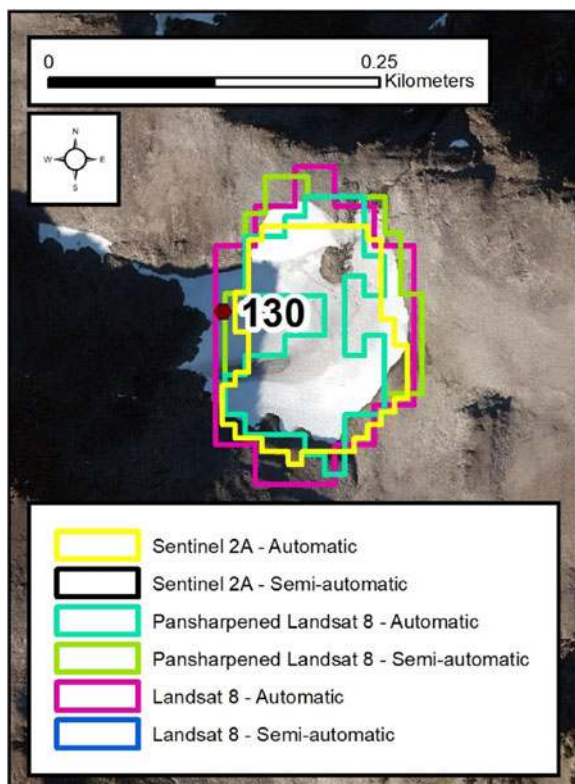 0 0.25
Kilometers
N
W E
S
130
Sentinel 2A - Automatic
Sentinel 2A - Semi-automatic
Pansharpened Landsat 8 - Automatic
Pansharpened Landsat 8 - Semi-automatic
Landsat 8 - Automatic
Landsat 8 - Semi-automatic